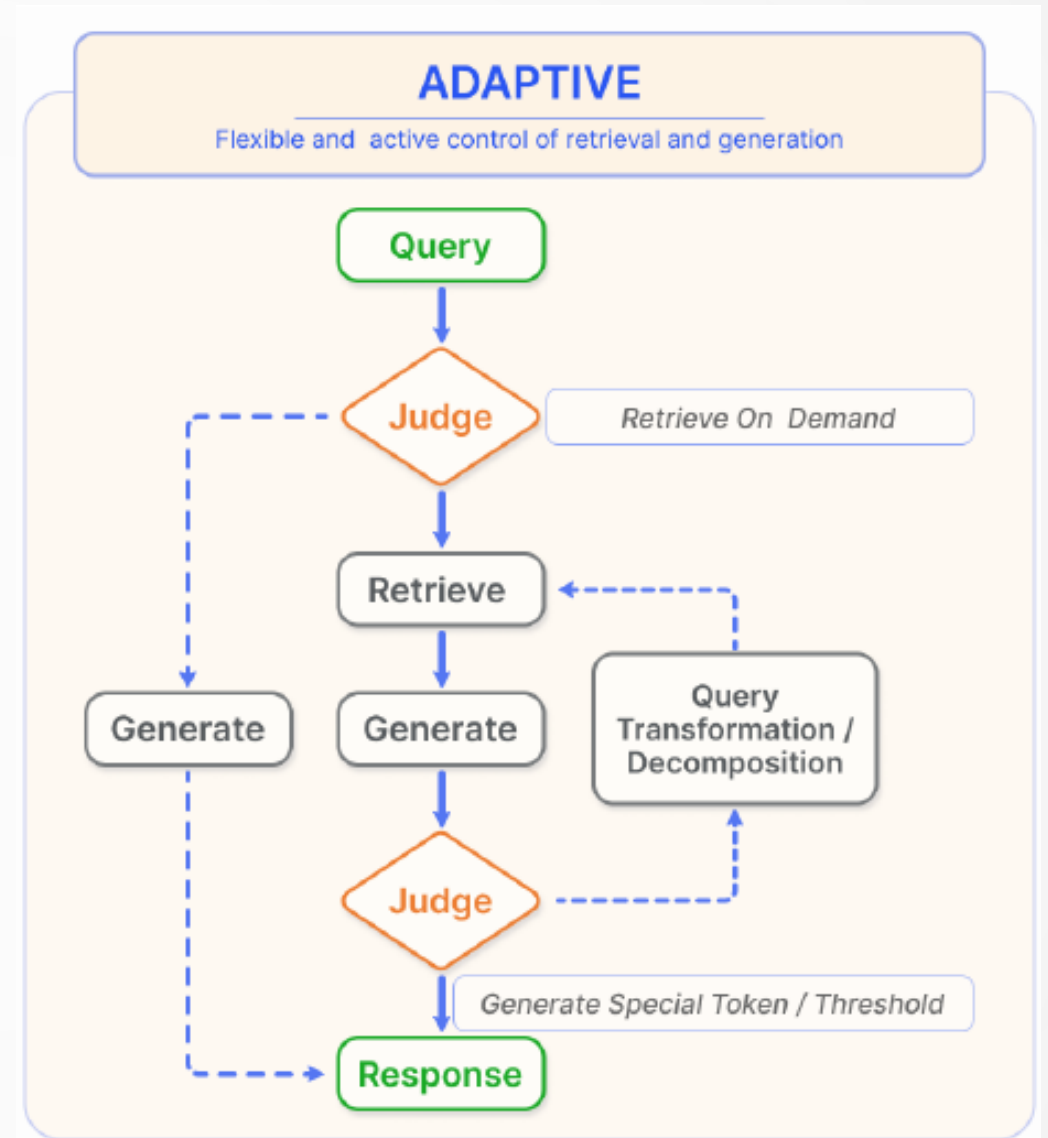 ADAPTIVE
Flexible and active control of retrieval and generation
Query
Judge
Retrieve On Demand
Retrieve
Generate
Generate
Query
Transformation /
Decomposition
Judge
Generate Special Token / Threshold
Response